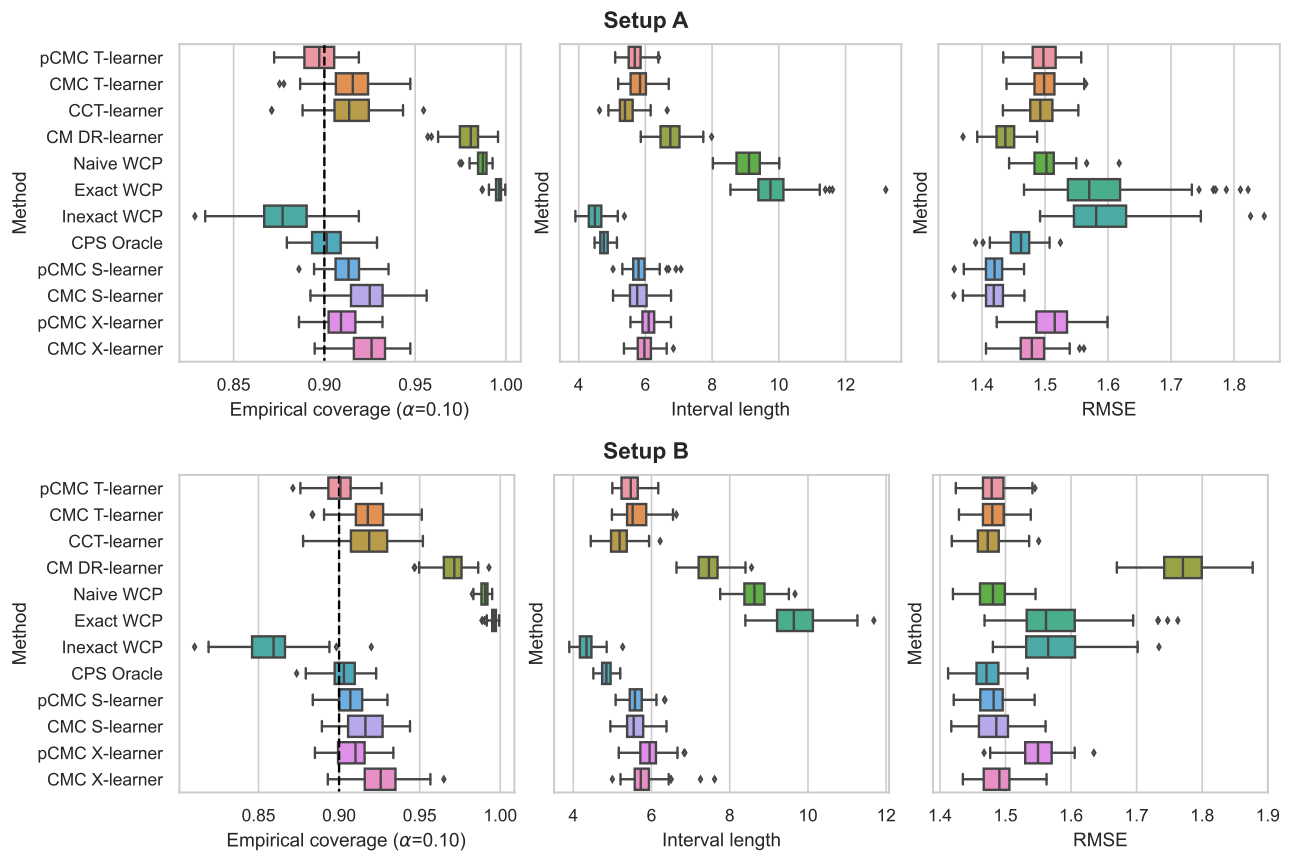 Setup A
Method
pCMC T-learner
CMC T-learner
CCT-learner
CM DR-learner
Naive WCP
Exact WCP
Inexact WCP
CPS Oracle
pCMC S-learner
CMC S-learner
pCMC X-learner
CMC X-learner
0.85 0.90 0.95 1.00
Empirical coverage (α=0.10)
Method
4 6 8 10 12
Interval length
Method
1.4 1.5 1.6 1.7 1.8
RMSE
Setup B
Method
pCMC T-learner
CMC T-learner
CCT-learner
CM DR-learner
Naive WCP
Exact WCP
Inexact WCP
CPS Oracle
pCMC S-learner
CMC S-learner
pCMC X-learner
CMC X-learner
0.85 0.90 0.95 1.00
Empirical coverage (α=0.10)
Method
4 6 8 10 12
Interval length
Method
1.4 1.5 1.6 1.7 1.8 1.9
RMSE